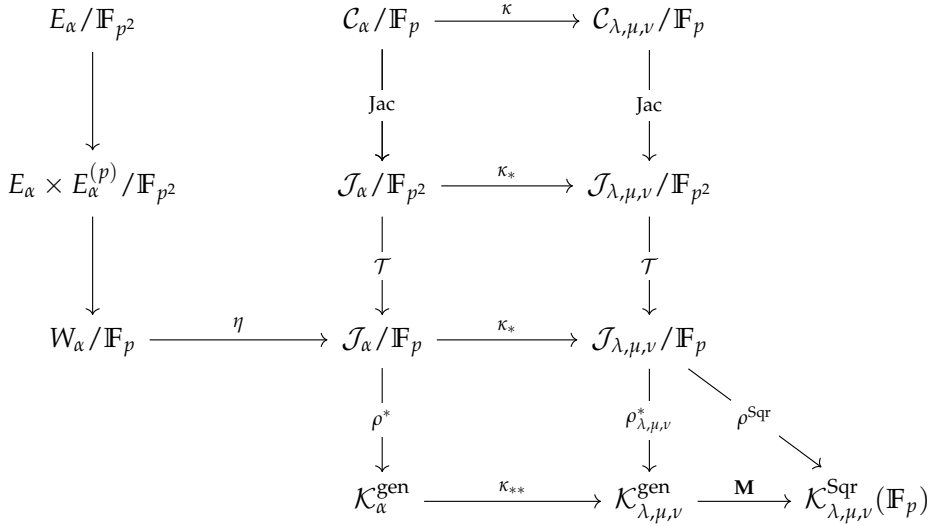 E_α/𝔽_{p²} 𝒞_α/𝔽_p κ 𝒞_{λ,μ,ν}/𝔽_p
Jac Jac
E_α × E_α^{(p)}/𝔽_{p²} 𝒥_α/𝔽_{p²} κ_* 𝒥_{λ,μ,ν}/𝔽_{p²}
𝒯 𝒯
W_α/𝔽_p η 𝒥_α/𝔽_p κ_* 𝒥_{λ,μ,ν}/𝔽_p
ρ^* ρ^*_{λ,μ,ν} ρ^{Sqr}
𝒦_α^{gen} κ_{**} 𝒦_{λ,μ,ν}^{gen} 𝐌 𝒦_{λ,μ,ν}^{Sqr}(𝔽_p)